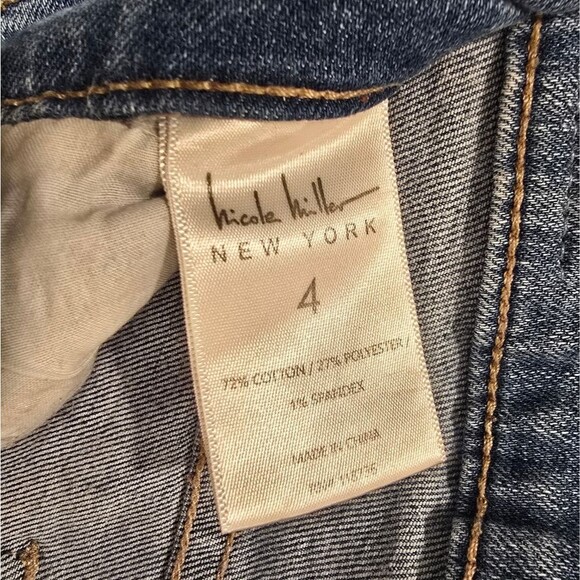 nicole miller
NEW YORK
4
72% COTTON / 27% POLYESTER /
1% SPANDEX
MADE IN CHINA